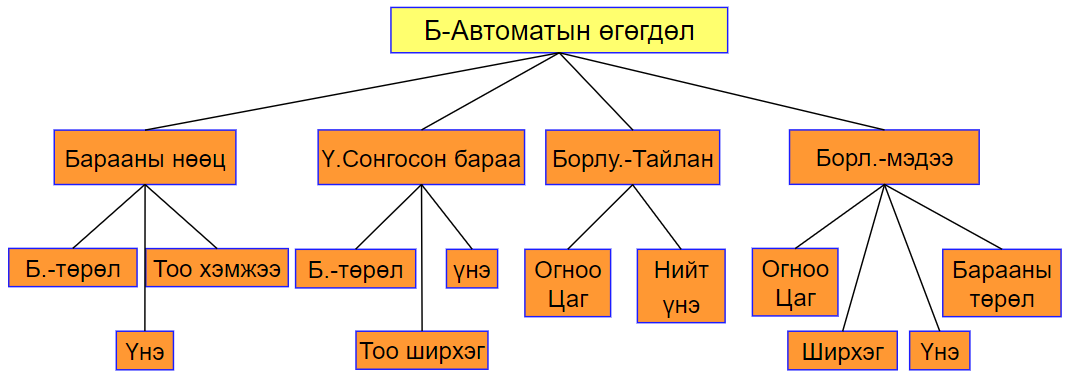 Б-Автоматын өгөгдөл
Барааны нөөц
Ү.Сонгосон бараа
Борлу.-Тайлан
Борл.-мэдээ
Б.-төрөл
Тоо хэмжээ
Б.-төрөл
үнэ
Огноо
Цаг
Нийт
үнэ
Огноо
Цаг
Барааны
төрөл
Үнэ
Тоо ширхэг
Ширхэг
Үнэ